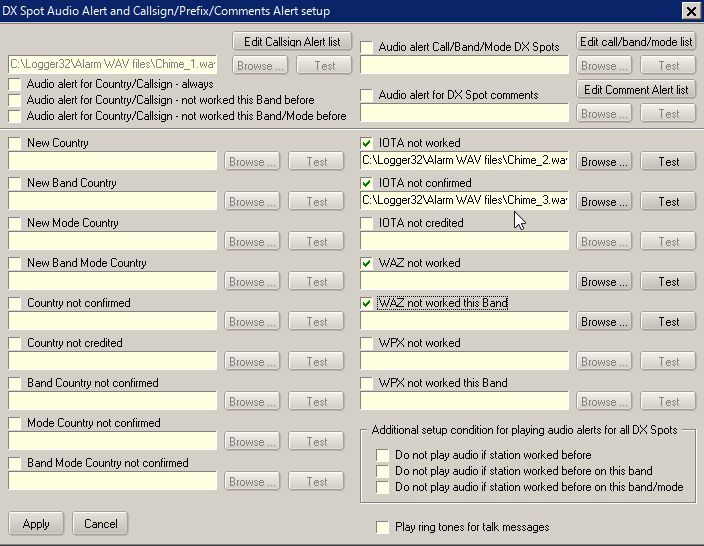 DX Spot Audio Alert and Callsign/Prefix/Comments Alert setup
Edit Callsign Alert list
C:\Logger32\Alarm WAV files\Chime_1.wav
Browse ... Test
Audio alert for Country/Callsign - always
Audio alert for Country/Callsign - not worked this Band before
Audio alert for Country/Callsign - not worked this Band/Mode before
Audio alert Call/Band/Mode DX Spots
Edit call/band/mode list
Browse ... Test
Audio alert for DX Spot comments
Edit Comment Alert list
Browse ... Test
New Country
Browse ... Test
New Band Country
Browse ... Test
New Mode Country
Browse ... Test
New Band Mode Country
Browse ... Test
Country not confirmed
Browse ... Test
Country not credited
Browse ... Test
Band Country not confirmed
Browse ... Test
Mode Country not confirmed
Browse ... Test
Band Mode Country not confirmed
Browse ... Test
IOTA not worked
C:\Logger32\Alarm WAV files\Chime_2.wav
Browse ... Test
IOTA not confirmed
C:\Logger32\Alarm WAV files\Chime_3.wav
Browse ... Test
IOTA not credited
Browse ... Test
WAZ not worked
Browse ... Test
WAZ not worked this Band
Browse ... Test
WPX not worked
Browse ... Test
WPX not worked this Band
Browse ... Test
Additional setup condition for playing audio alerts for all DX Spots
Do not play audio if station worked before
Do not play audio if station worked before on this band
Do not play audio if station worked before on this band/mode
Play ring tones for talk messages
Apply Cancel